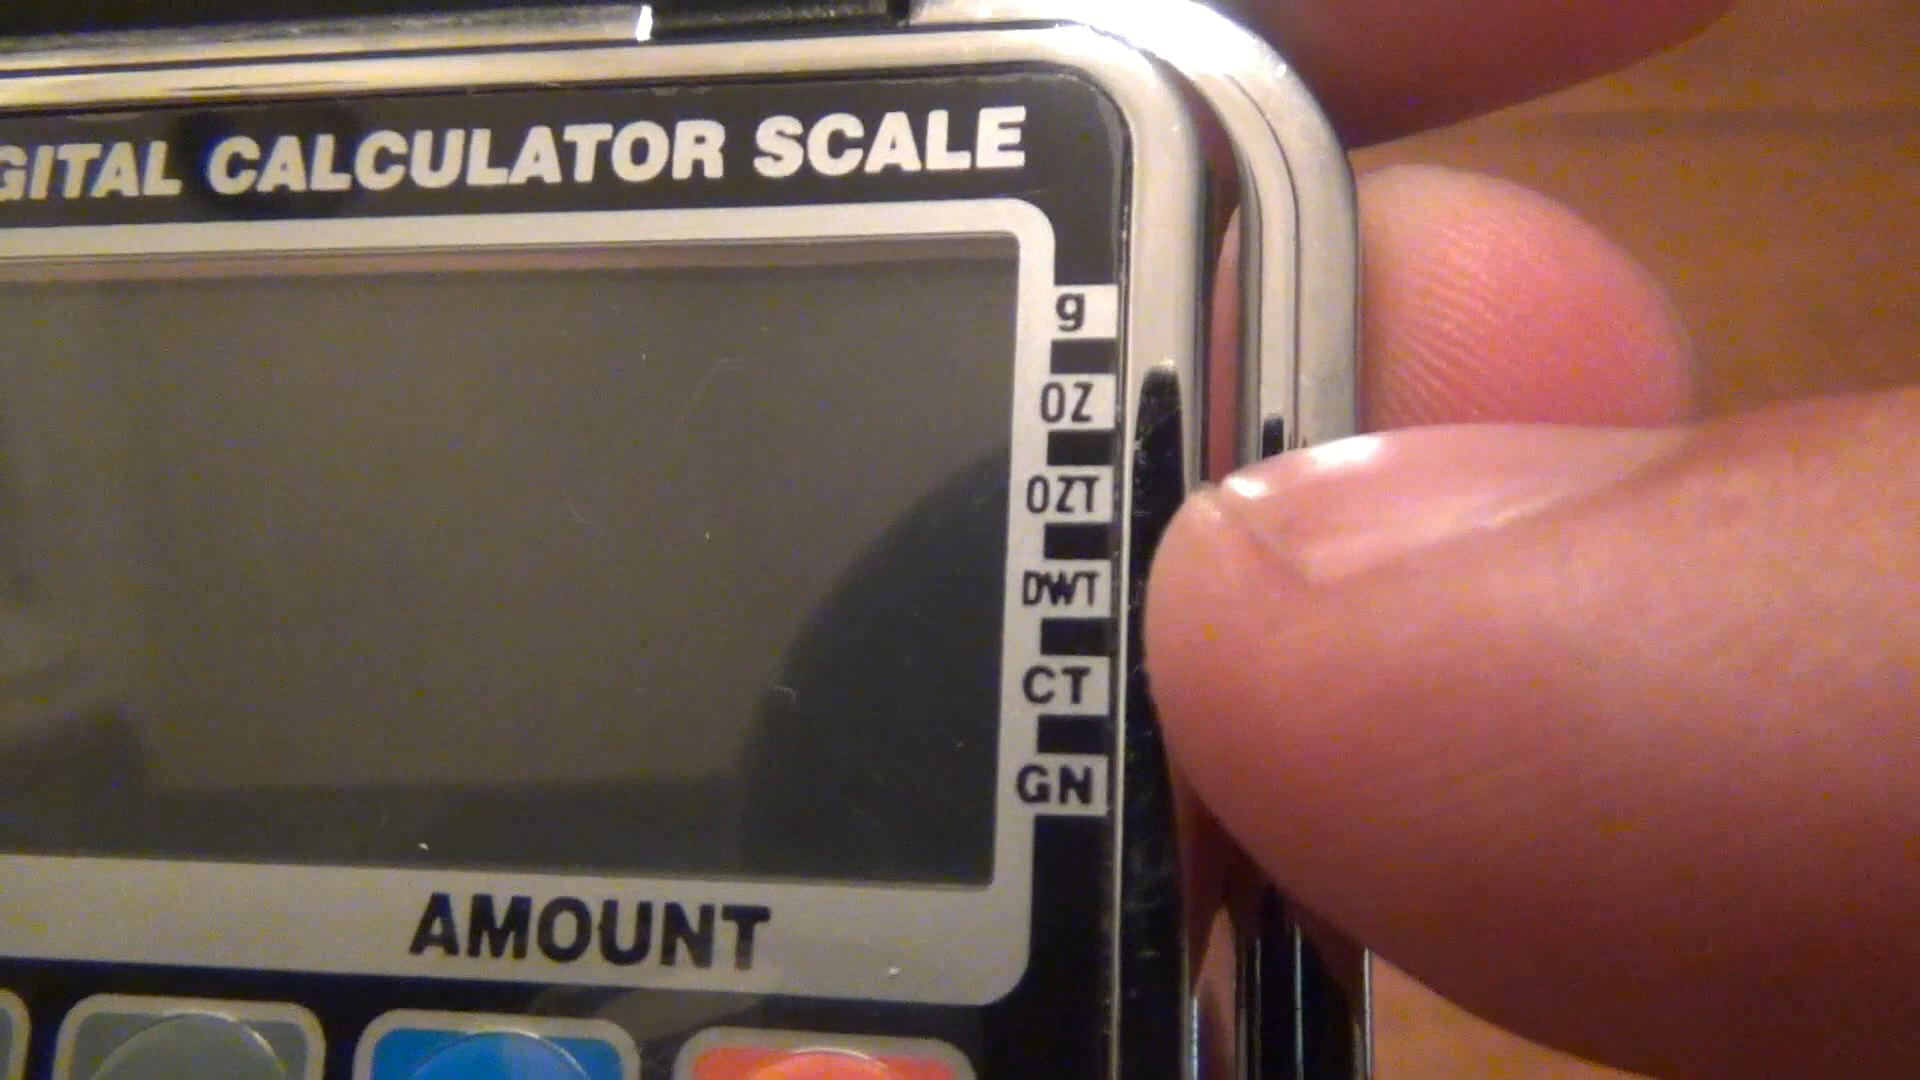 GITAL CALCULATOR SCALE
g
OZ
OZT
DWT
CT
GN
AMOUNT